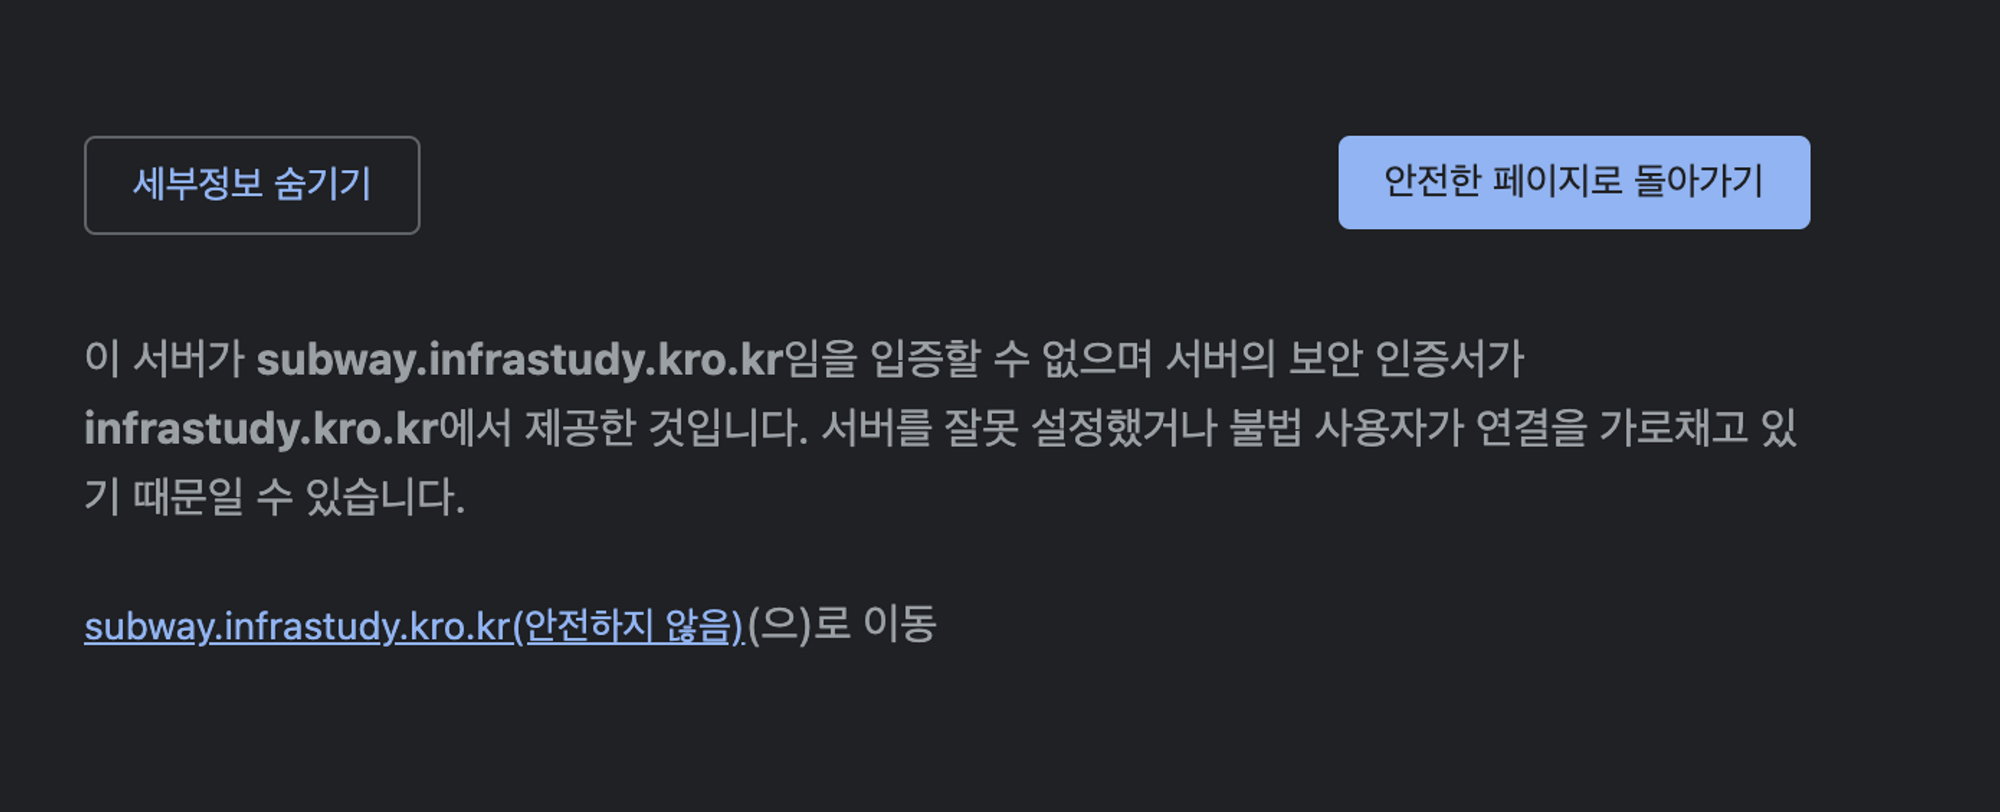 세부정보 숨기기
안전한 페이지로 돌아가기
이 서버가 subway.infrastudy.kro.kr임을 입증할 수 없으며 서버의 보안 인증서가
infrastudy.kro.kr에서 제공한 것입니다. 서버를 잘못 설정했거나 불법 사용자가 연결을 가로채고 있
기 때문일 수 있습니다.
subway.infrastudy.kro.kr(안전하지 않음)(으)로 이동